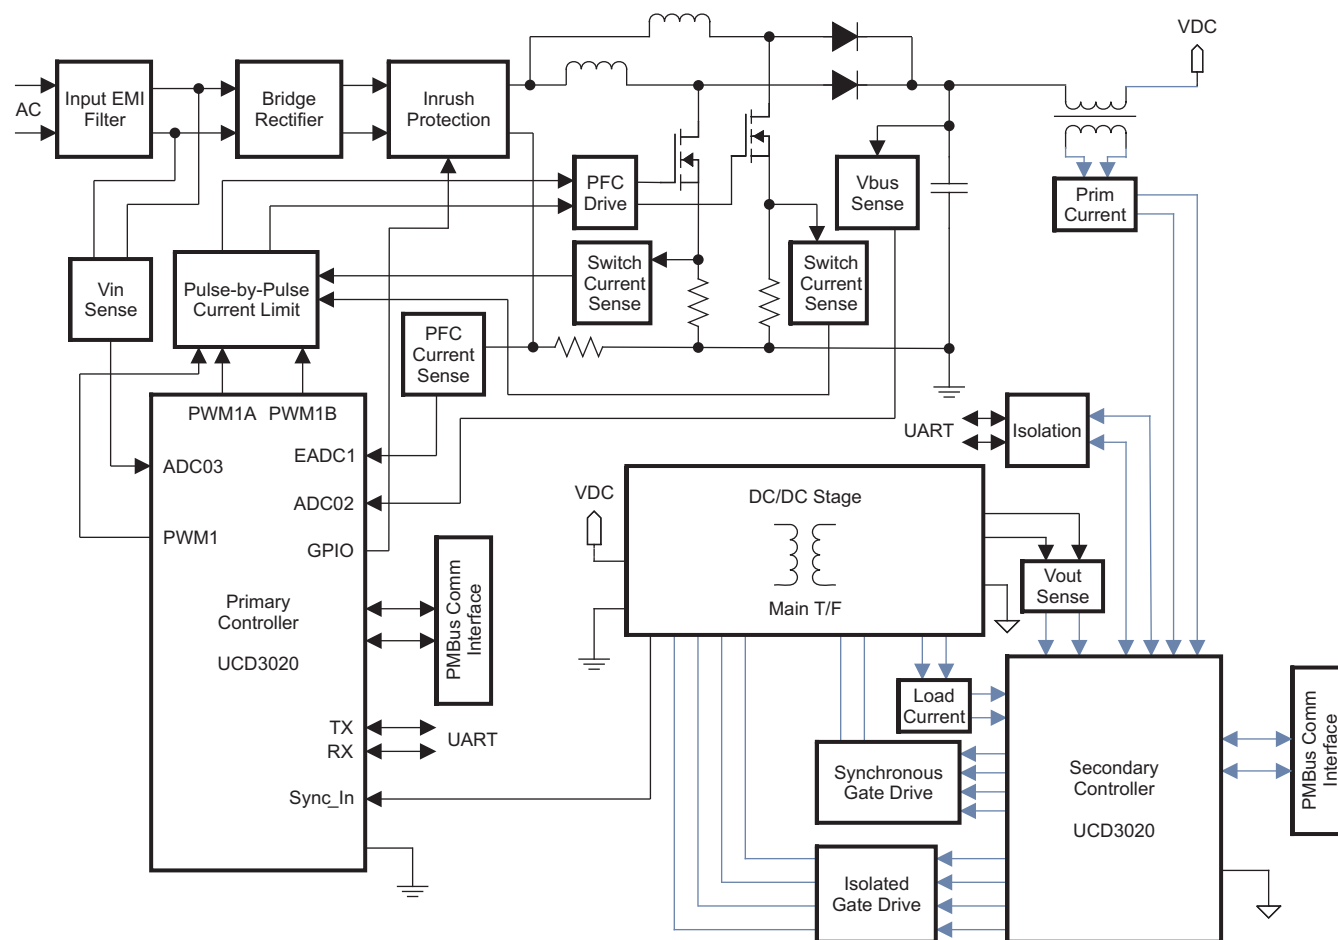 VDC
AC
Input EMI
Filter
Bridge
Rectifier
Inrush
Protection
PFC
Drive
Vbus
Sense
Prim
Current
Vin
Sense
Pulse-by-Pulse
Current Limit
Switch
Current
Sense
Switch
Current
Sense
PFC
Current
Sense
PWM1A
PWM1B
UART
Isolation
EADC1
ADC03
ADC02
PWM1
GPIO
VDC
DC/DC Stage
Main T/F
Vout
Sense
Primary
Controller
UCD3020
PMBus Comm
Interface
TX
RX
UART
Sync_In
Load
Current
Synchronous
Gate Drive
Isolated
Gate Drive
Secondary
Controller
UCD3020
PMBus Comm
Interface